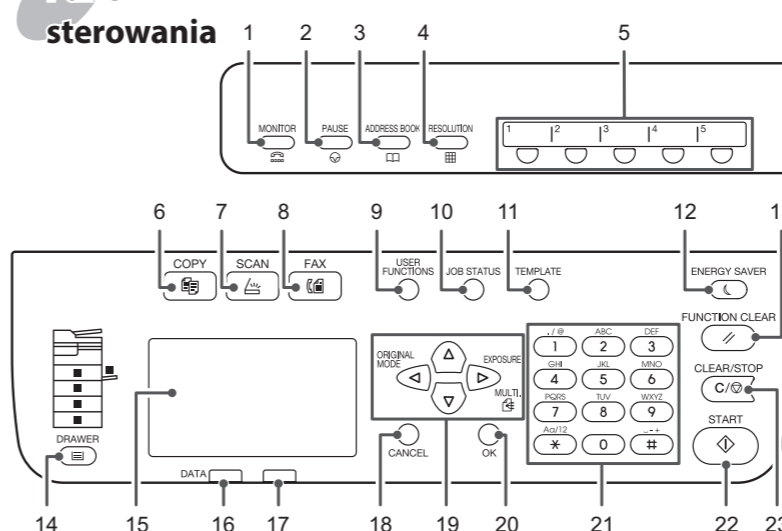 sterowania
1 2 3 4 5
MONITOR PAUSE ADDRESS BOOK RESOLUTION
1 2 3 4 5
6 7 8 9 10 11 12 1
COPY SCAN FAX
USER
FUNCTIONS JOB STATUS TEMPLATE
ENERGY SAVER
FUNCTION CLEAR
ORIGINAL
MODE
EXPOSURE
MULTI.
. / @ ABC DEF
1 2 3
GHI JKL MNO
4 5 6
PQRS TUV WXYZ
7 8 9
Aa/12 ⎵-+
* 0 #
CLEAR/STOP
C/
START
DRAWER
CANCEL
OK
DATA
14 15 16 17 18 19 20 21 22 23